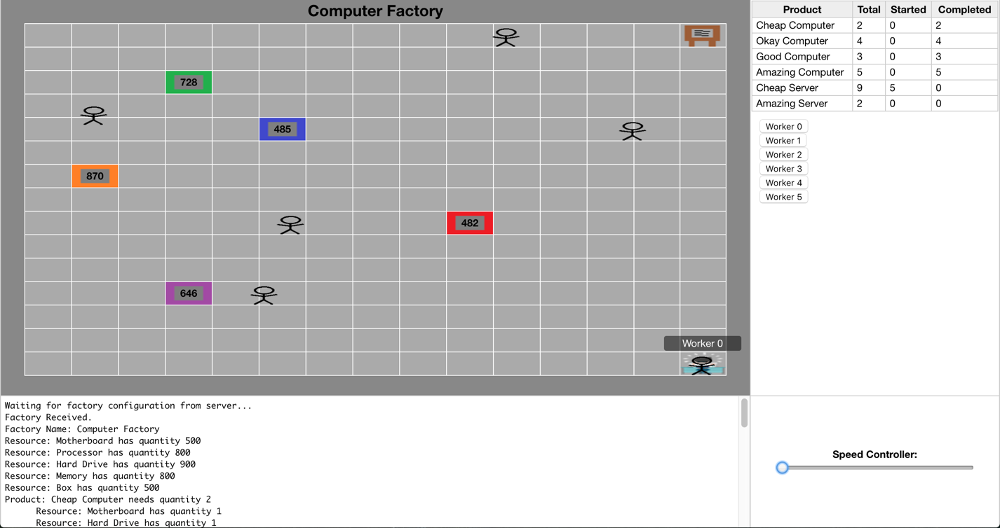 Computer Factory
728
485
870
482
646
Worker 0
Product Total Started Completed
Cheap Computer 2 0 2
Okay Computer 4 0 4
Good Computer 3 0 3
Amazing Computer 5 0 5
Cheap Server 9 5 0
Amazing Server 2 0 0
Worker 0
Worker 1
Worker 2
Worker 3
Worker 4
Worker 5
Waiting for factory configuration from server...
Factory Received.
Factory Name: Computer Factory
Resource: Motherboard has quantity 500
Resource: Processor has quantity 800
Resource: Hard Drive has quantity 900
Resource: Memory has quantity 800
Resource: Box has quantity 500
Product: Cheap Computer needs quantity 2
Resource: Motherboard has quantity 1
Resource: Hard Drive has quantity 1
Speed Controller: